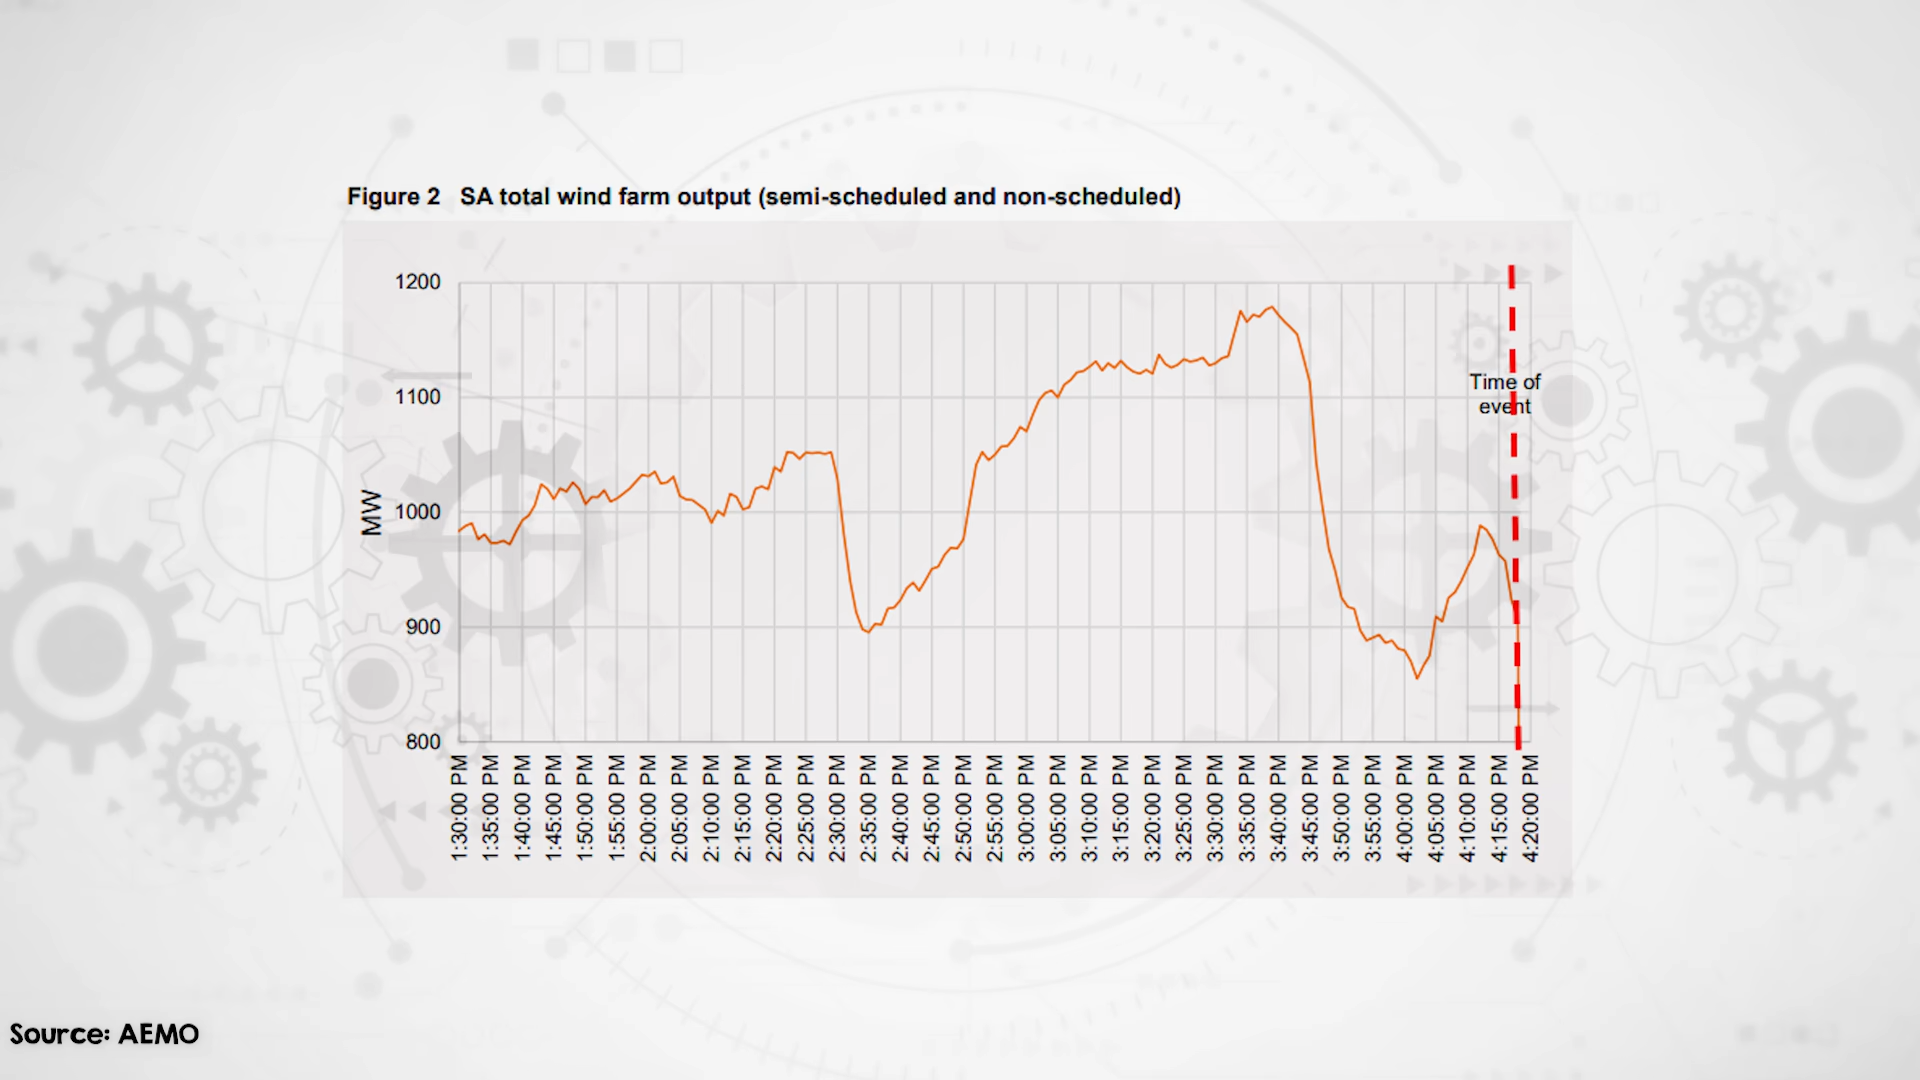 Figure 2 SA total wind farm output (semi-scheduled and non-scheduled)
1200
1100
1000
900
800
MW
Time of
event
1:30:00 PM
1:35:00 PM
1:40:00 PM
1:45:00 PM
1:50:00 PM
1:55:00 PM
2:00:00 PM
2:05:00 PM
2:10:00 PM
2:15:00 PM
2:20:00 PM
2:25:00 PM
2:30:00 PM
2:35:00 PM
2:40:00 PM
2:45:00 PM
2:50:00 PM
2:55:00 PM
3:00:00 PM
3:05:00 PM
3:10:00 PM
3:15:00 PM
3:20:00 PM
3:25:00 PM
3:30:00 PM
3:35:00 PM
3:40:00 PM
3:45:00 PM
3:50:00 PM
3:55:00 PM
4:00:00 PM
4:05:00 PM
4:10:00 PM
4:15:00 PM
4:20:00 PM
Source: AEMO